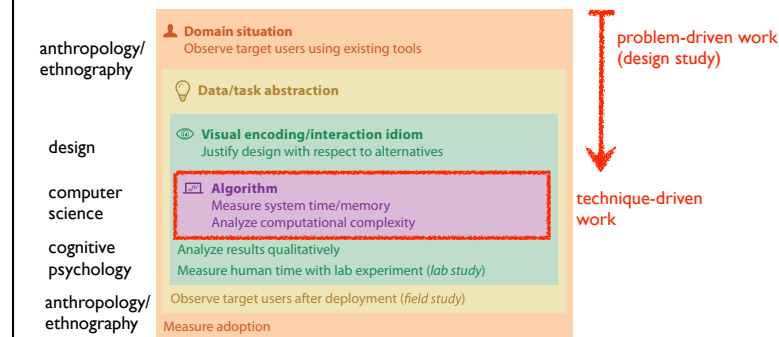 anthropology/
ethnography
Domain situation
Observe target users using existing tools
problem-driven work
(design study)
Data/task abstraction
design
Visual encoding/interaction idiom
Justify design with respect to alternatives
computer
science
Algorithm
Measure system time/memory
Analyze computational complexity
technique-driven
work
cognitive
psychology
Analyze results qualitatively
Measure human time with lab experiment (lab study)
anthropology/
ethnography
Observe target users after deployment (field study)
Measure adoption